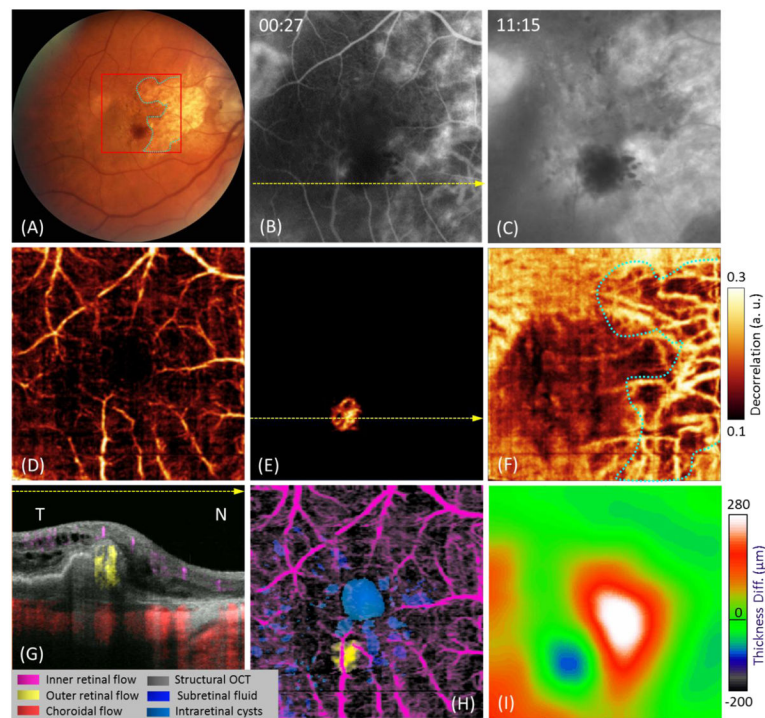 00:27
11:15
(A)
(B)
(C)
0.3
Decorrelation (a. u.)
0.1
(D)
(E)
(F)
T
N
280
0
Thickness Diff. (µm)
-200
(G)
(H)
(I)
Inner retinal flow
Structural OCT
Outer retinal flow
Subretinal fluid
Choroidal flow
Intraretinal cysts